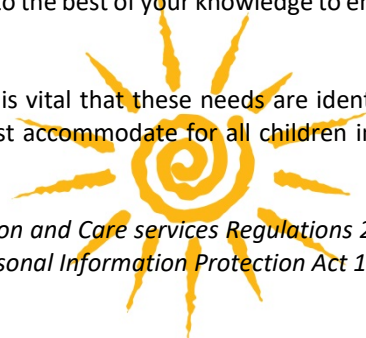 to the best of your knowledge to en
is vital that these needs are ident
st accommodate for all children in
on and Care services Regulations 2
sonal Information Protection Act 1